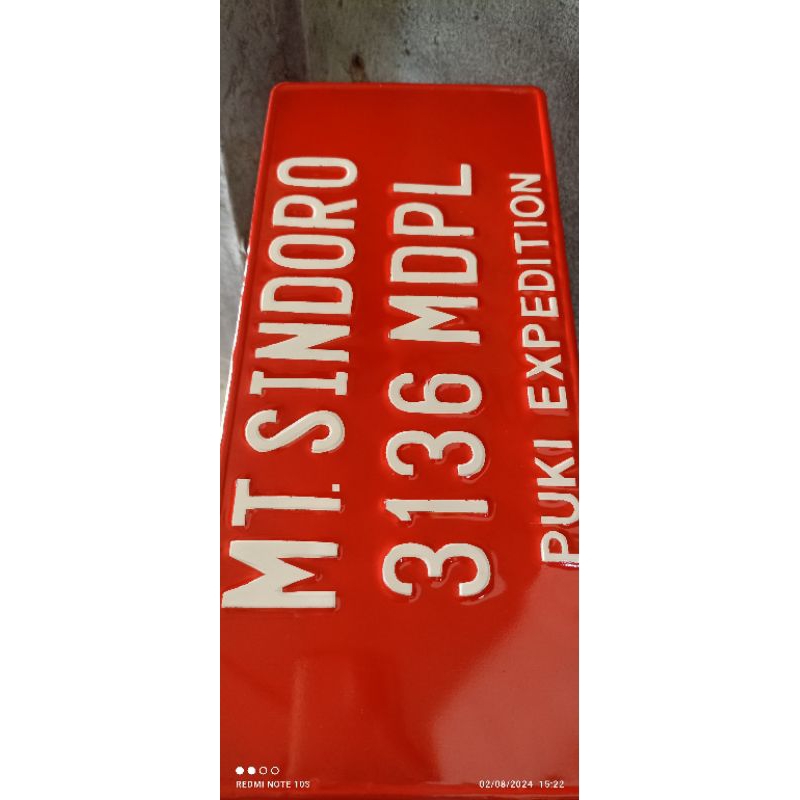 MT. SINDORO
3136 MDPL
PUKI EXPEDITION
REDMI NOTE 10S
02/08/2024 15:22